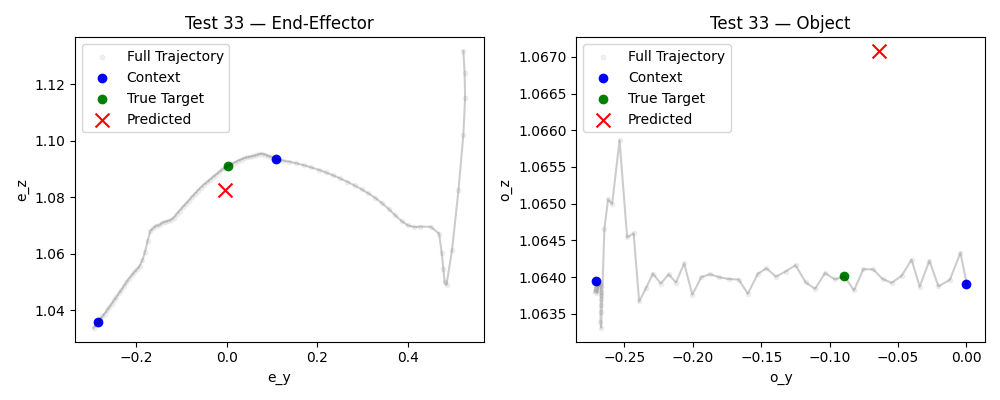 Test 33 — End-Effector
Full Trajectory
Context
True Target
Predicted
e_z
1.12
1.10
1.08
1.06
1.04
−0.2
0.0
0.2
0.4
e_y
Test 33 — Object
Full Trajectory
Context
True Target
Predicted
o_z
1.0670
1.0665
1.0660
1.0655
1.0650
1.0645
1.0640
1.0635
−0.25
−0.20
−0.15
−0.10
−0.05
0.00
o_y